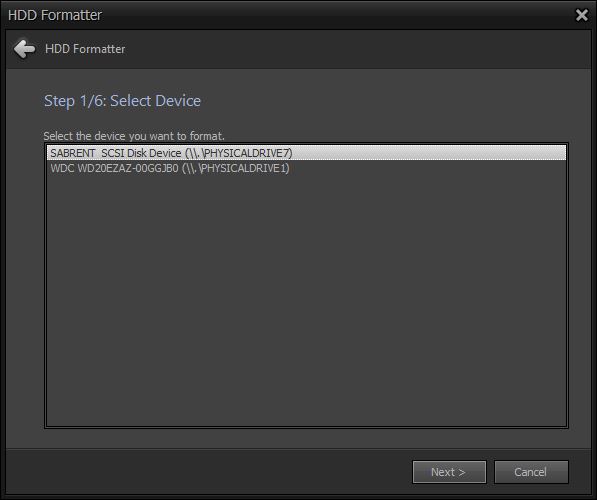 HDD Formatter
HDD Formatter
Step 1/6: Select Device
Select the device you want to format.
SABRENT  SCSI Disk Device (\\.\PHYSICALDRIVE7)
WDC WD20EZAZ-00GGJB0 (\\.\PHYSICALDRIVE1)
Next >
Cancel